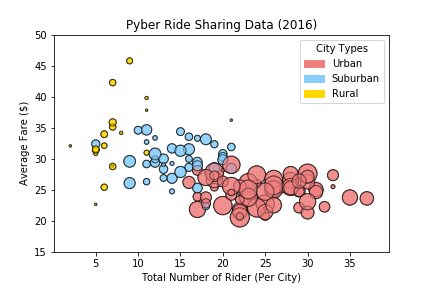 Pyber Ride Sharing Data (2016)
50
45
40
35
30
25
20
15
Average Fare ($)
City Types
Urban
Suburban
Rural
5
10
15
20
25
30
35
Total Number of Rider (Per City)